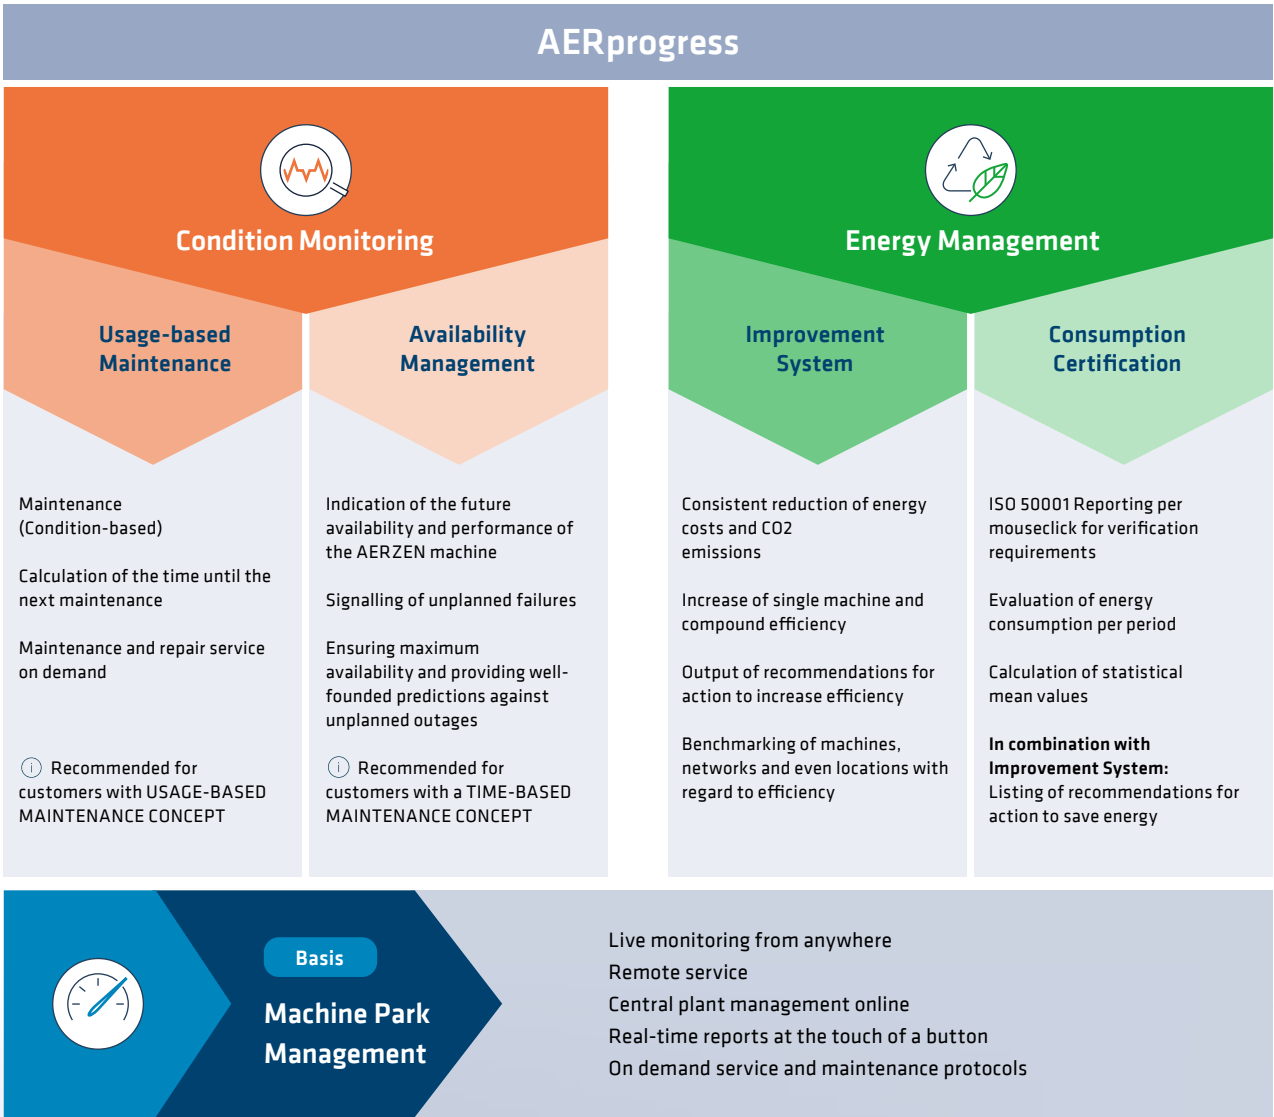 AERprogress
Condition Monitoring
Usage-based
Maintenance
Maintenance
(Condition-based)
Calculation of the time until the
next maintenance
Maintenance and repair service
on demand
i Recommended for
customers with USAGE-BASED
MAINTENANCE CONCEPT
Availability
Management
Indication of the future
availability and performance of
the AERZEN machine
Signalling of unplanned failures
Ensuring maximum
availability and providing well-
founded predictions against
unplanned outages
i Recommended for
customers with a TIME-BASED
MAINTENANCE CONCEPT
Energy Management
Improvement
System
Consistent reduction of energy
costs and CO2
emissions
Increase of single machine and
compound efficiency
Output of recommendations for
action to increase efficiency
Benchmarking of machines,
networks and even locations with
regard to efficiency
Consumption
Certification
ISO 50001 Reporting per
mouseclick for verification
requirements
Evaluation of energy
consumption per period
Calculation of statistical
mean values
In combination with
Improvement System:
Listing of recommendations for
action to save energy
Basis
Machine Park
Management
Live monitoring from anywhere
Remote service
Central plant management online
Real-time reports at the touch of a button
On demand service and maintenance protocols